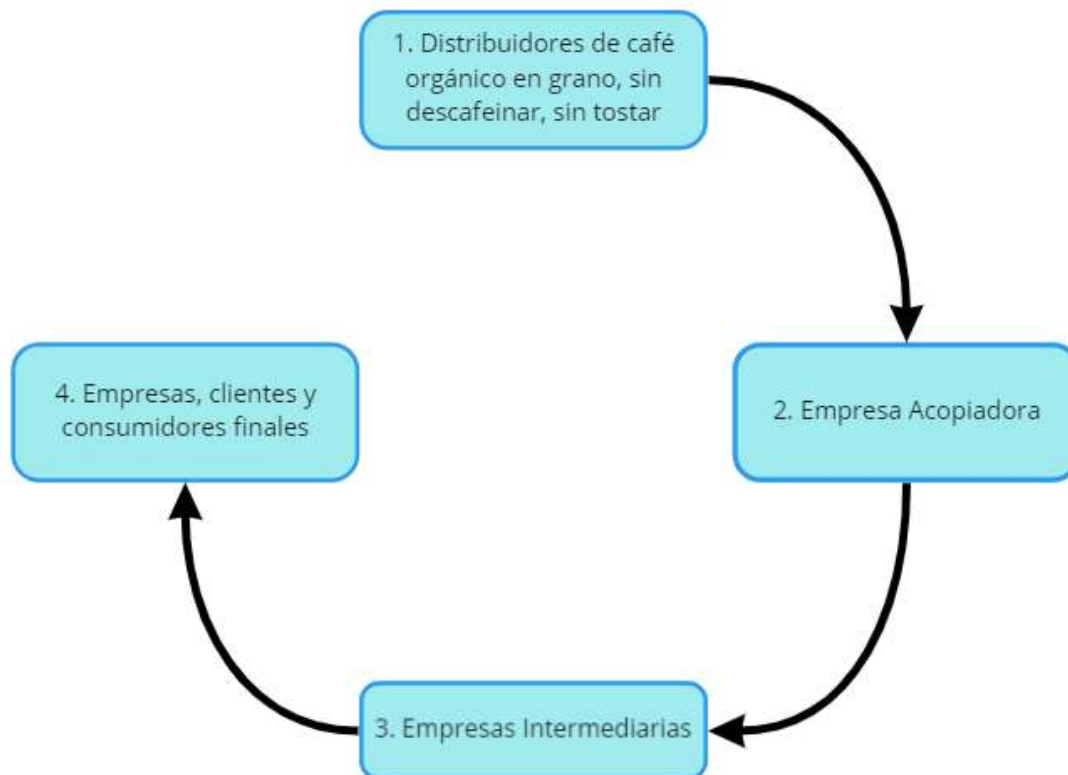 1. Distribuidores de café
orgánico en grano, sin
descafeinar, sin tostar
2. Empresa Acopiadora
3. Empresas Intermediarias
4. Empresas, clientes y
consumidores finales